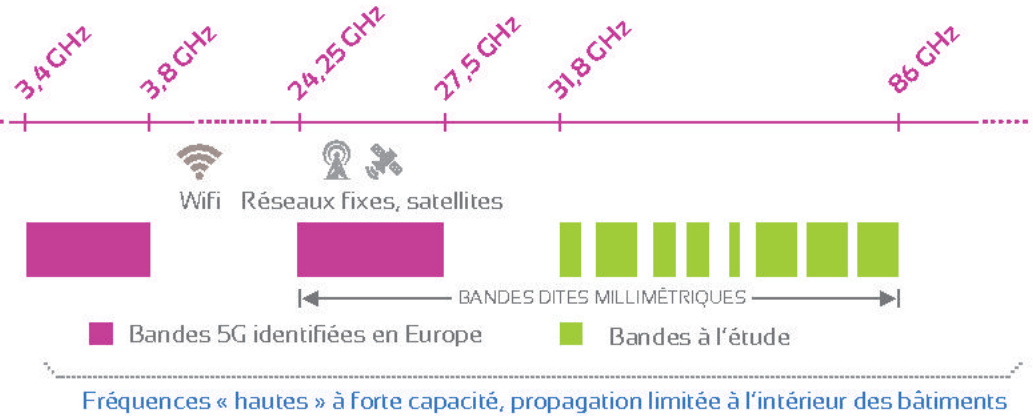 3,4 GHz
3,8 GHz
24,25 GHz
27,5 GHz
31,8 GHz
86 GHz
Wifi
Réseaux fixes, satellites
BANDES DITES MILLIMÉTRIQUES
Bandes 5G identifiées en Europe
Bandes à l'étude
Fréquences « hautes » à forte capacité, propagation limitée à l'intérieur des bâtiments